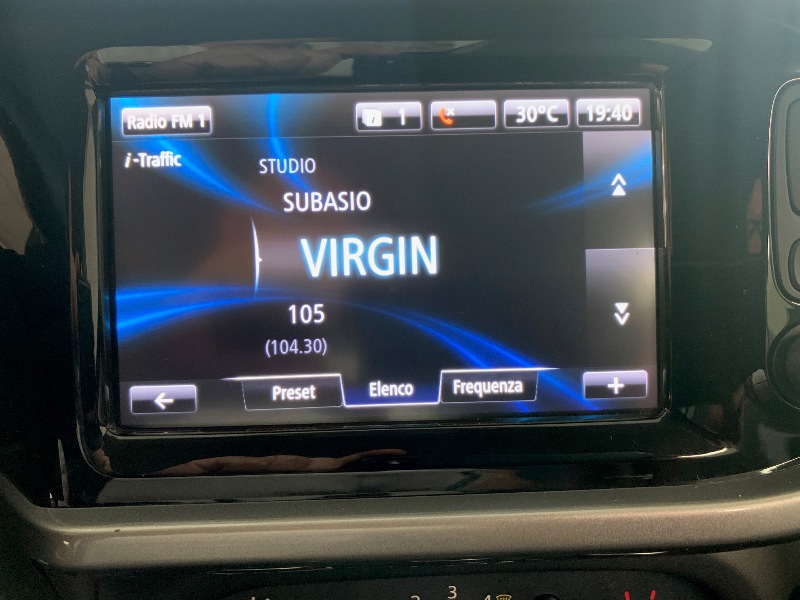 Radio FM 1
1
30°C
19:40
i-Traffic
STUDIO
SUBASIO
VIRGIN
105
(104.30)
Preset
Elenco
Frequenza
+
3